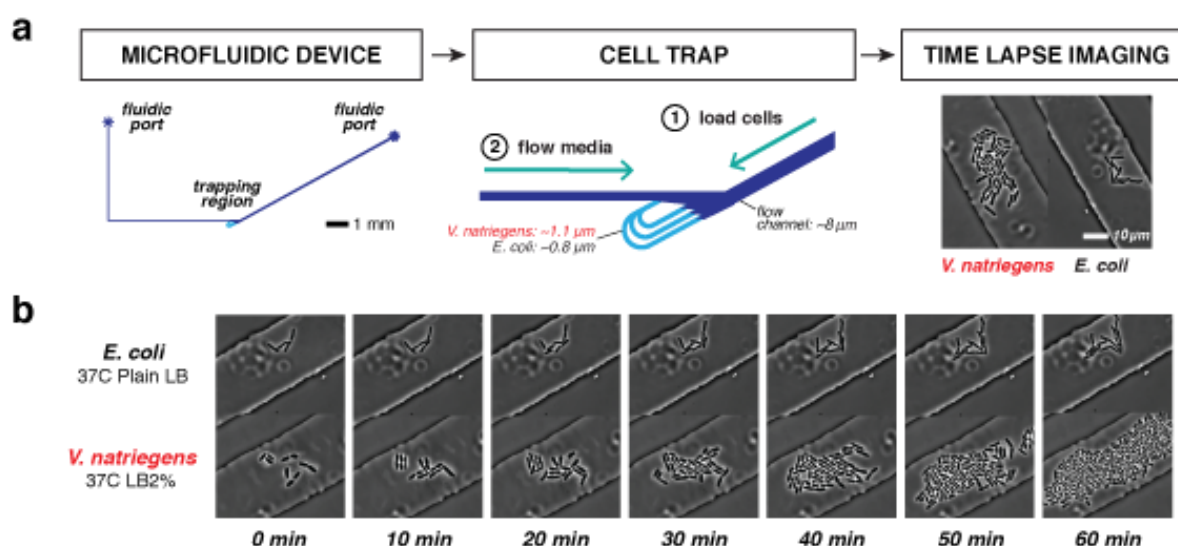 a
MICROFLUIDIC DEVICE
CELL TRAP
TIME LAPSE IMAGING
fluidic
port
fluidic
port
trapping
region
1 mm
1 load cells
2 flow media
V. natriegens: ~1.1 µm
E. coli: ~0.8 µm
flow
channel: ~8 µm
10µm
V. natriegens E. coli
b
E. coli
37C Plain LB
V. natriegens
37C LB2%
0 min 10 min 20 min 30 min 40 min 50 min 60 min